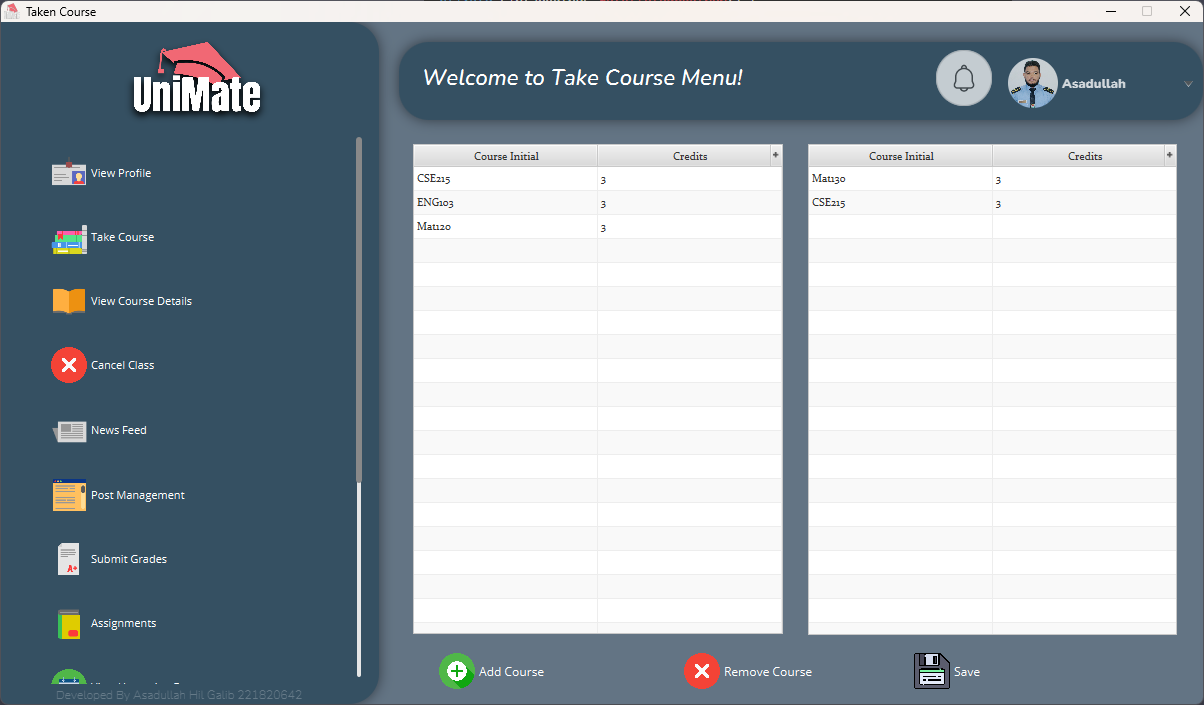 Taken Course
UniMate
Welcome to Take Course Menu!
Asadullah
View Profile
Take Course
View Course Details
Cancel Class
News Feed
Post Management
Submit Grades
Assignments
Developed By Asadullah Hil Galib 221820642
Course Initial Credits +
CSE215 3
ENG103 3
Mat120 3
Course Initial Credits +
Mat130 3
CSE215 3
Add Course
Remove Course
Save